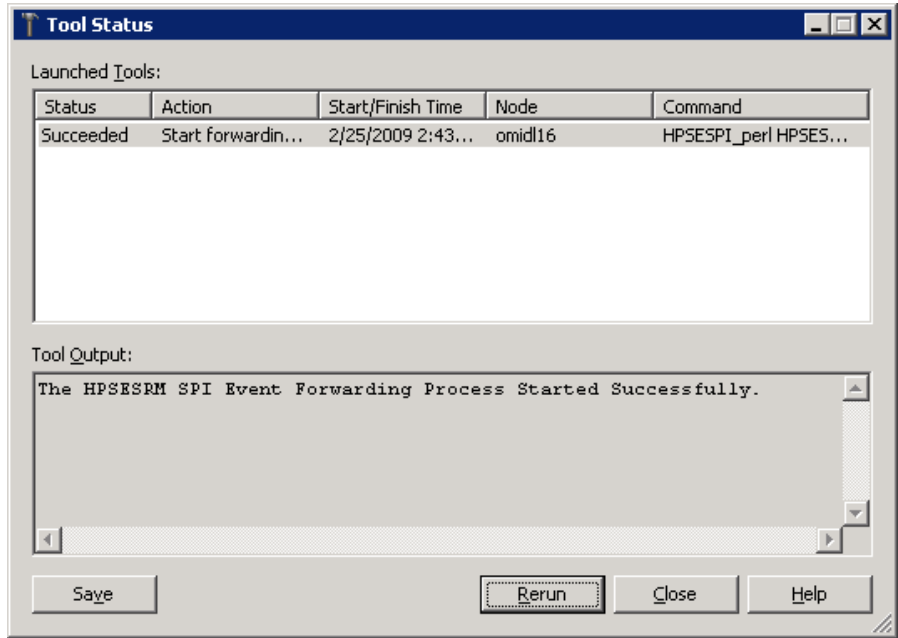 Tool Status
Launched Tools:
Status Action Start/Finish Time Node Command
Succeeded Start forwardin... 2/25/2009 2:43... omidl16 HPSESPI_perl HPSES...
Tool Output:
The HPSESRM SPI Event Forwarding Process Started Successfully.
Save Rerun Close Help